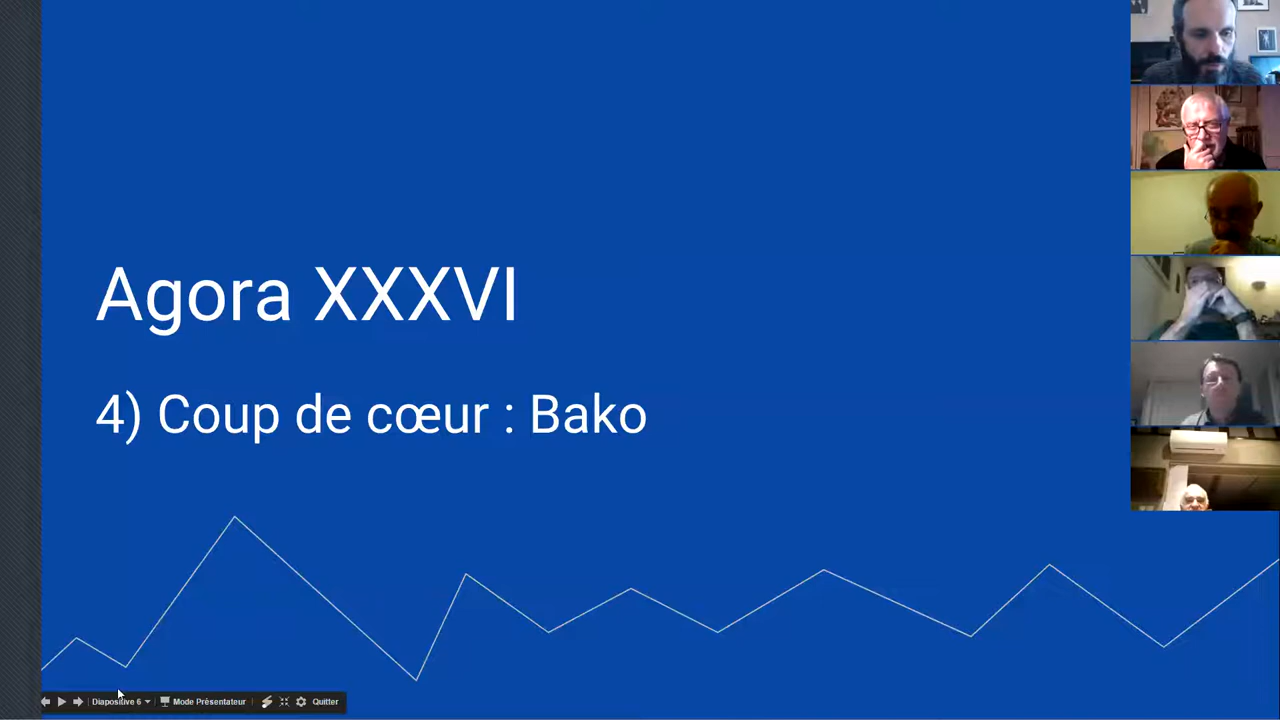 Agora XXXVI
4) Coup de cœur : Bako
Diapositive 6 Mode Présentateur Quitter